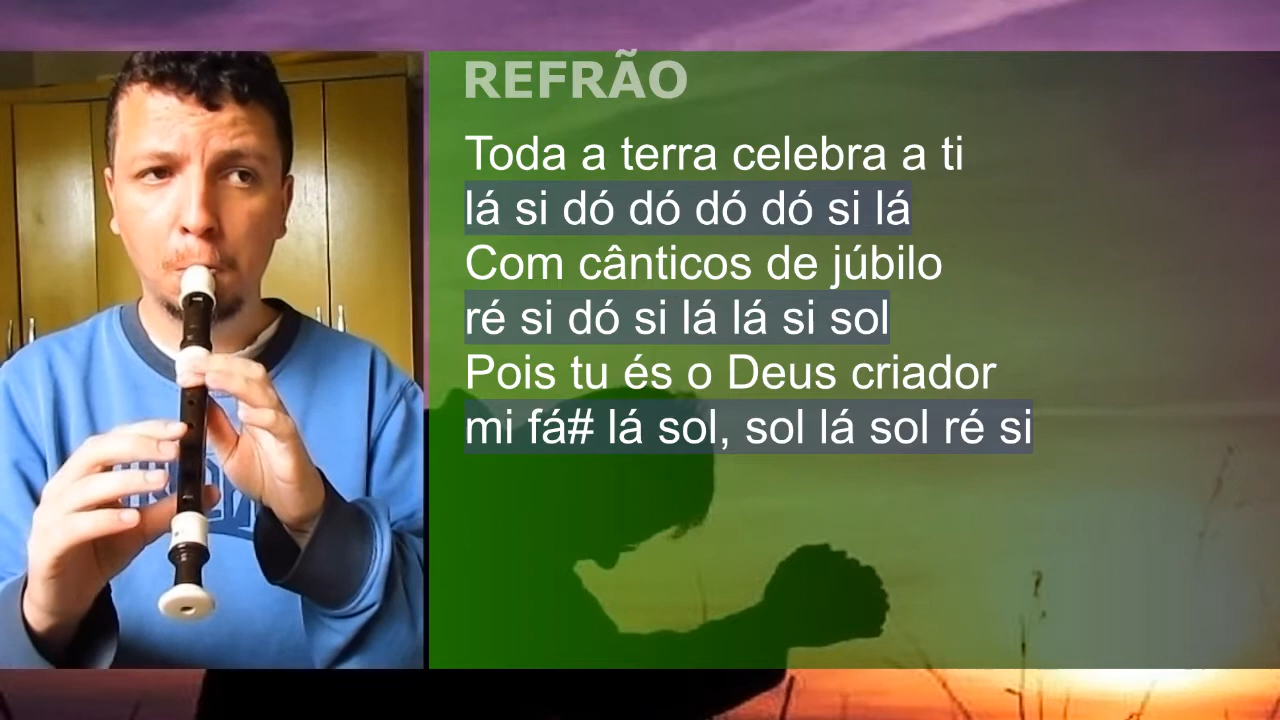 REFRÃO
Toda a terra celebra a ti
lá si dó dó dó dó si lá
Com cânticos de júbilo
ré si dó si lá lá si sol
Pois tu és o Deus criador
mi fá# lá sol, sol lá sol ré si